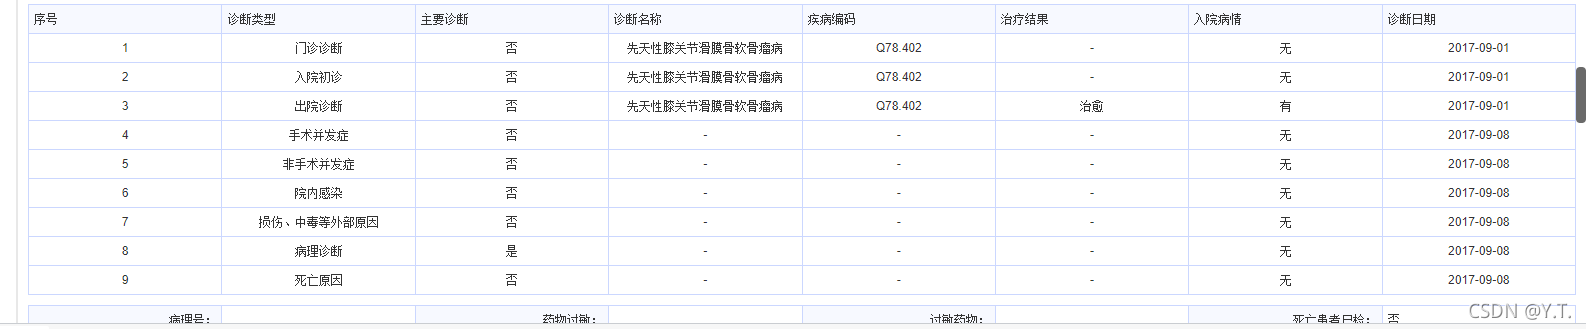 序号 诊断类型 主要诊断 诊断名称 疾病编码 治疗结果 入院病情 诊断日期
1 门诊诊断 否 先天性膝关节滑膜骨软骨瘤病 Q78.402 - 无 2017-09-01
2 入院初诊 否 先天性膝关节滑膜骨软骨瘤病 Q78.402 - 无 2017-09-01
3 出院诊断 否 先天性膝关节滑膜骨软骨瘤病 Q78.402 治愈 有 2017-09-01
4 手术并发症 否 - - - 无 2017-09-08
5 非手术并发症 否 - - - 无 2017-09-08
6 院内感染 否 - - - 无 2017-09-08
7 损伤、中毒等外部原因 否 - - - 无 2017-09-08
8 病理诊断 是 - - - 无 2017-09-08
9 死亡原因 否 - - - 无 2017-09-08
病理号： 药物过敏： 过敏药物： 死亡患者尸检： 否
CSDN @Y.T.